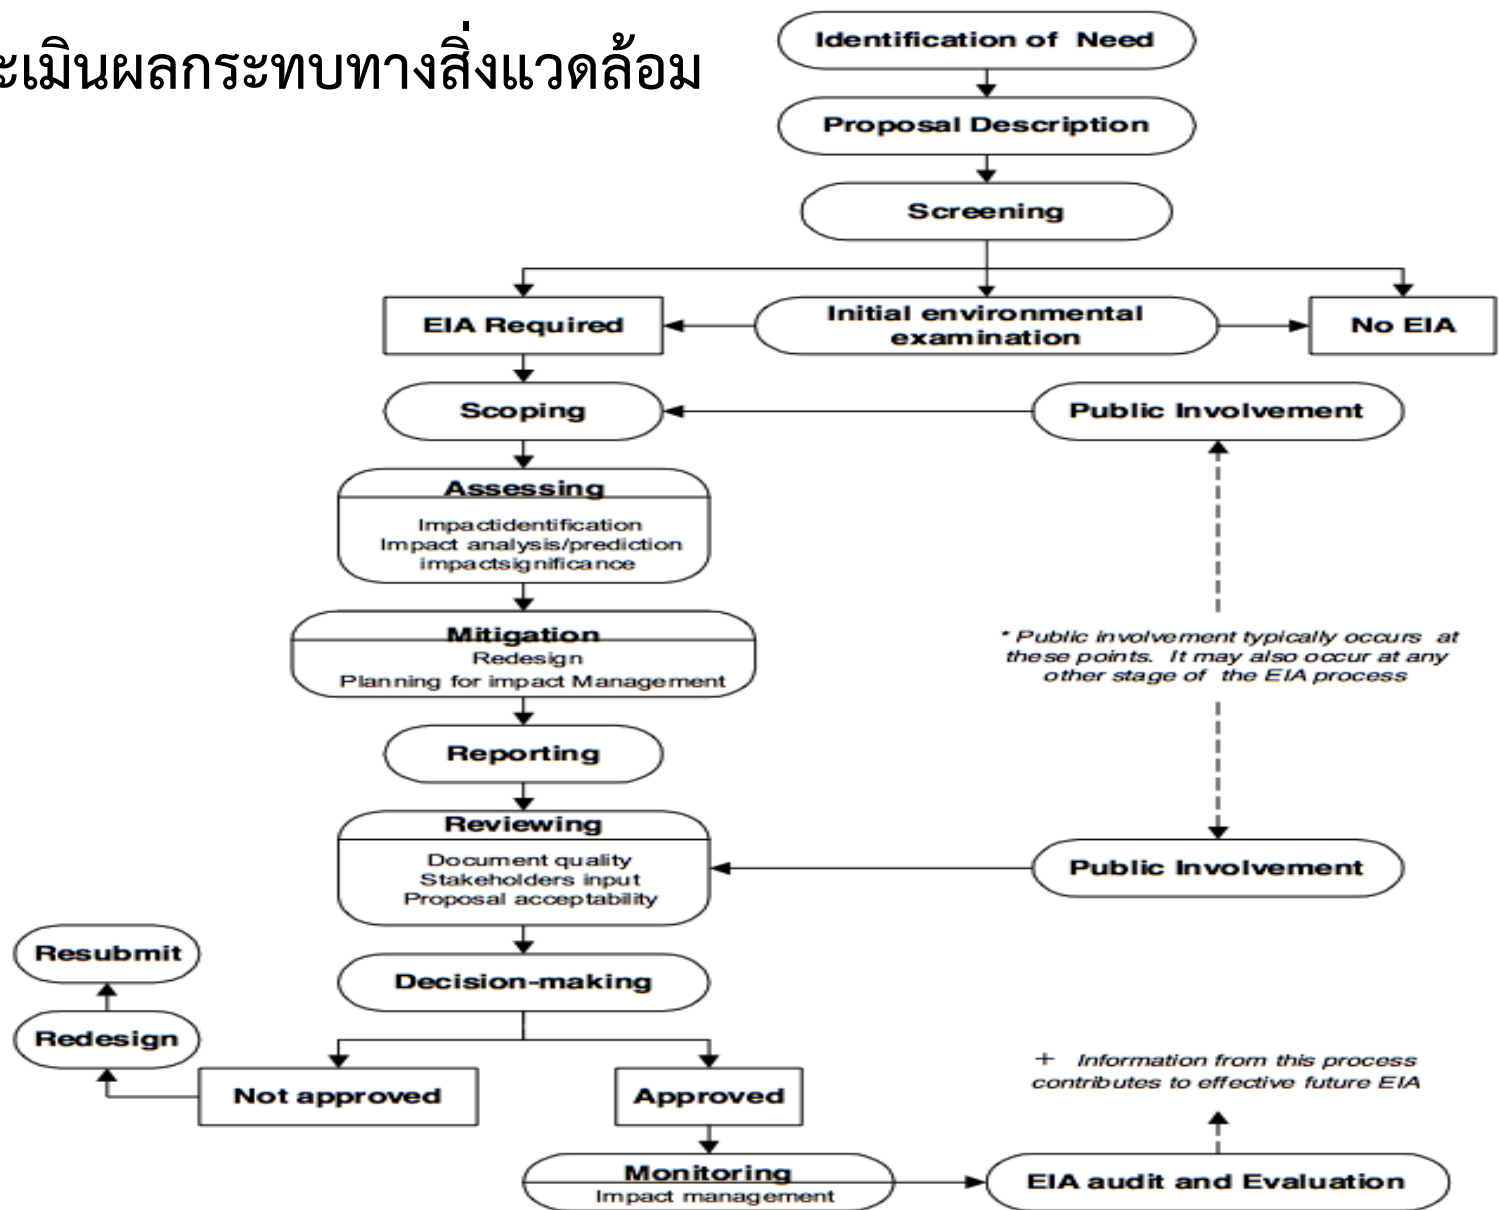 ะเมินผลกระทบทางสิ่งแวดล้อม
Identification of Need
Proposal Description
Screening
EIA Required
Initial environmental
examination
No EIA
Scoping
Public Involvement
Assessing
Impactidentification
Impact analysis/prediction
impactsignificance
Mitigation
Redesign
Planning for impact Management
* Public involvement typically occurs at
these points. It may also occur at any
other stage of the EIA process
Reporting
Reviewing
Document quality
Stakeholders input
Proposal acceptability
Public Involvement
Resubmit
Decision-making
Redesign
Not approved
Approved
+ Information from this process
contributes to effective future EIA
Monitoring
Impact management
EIA audit and Evaluation